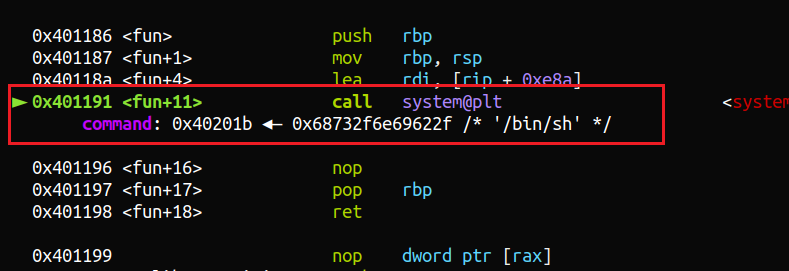 0x401186 <fun> push rbp
0x401187 <fun+1> mov rbp, rsp
0x40118a <fun+4> lea rdi, [rip + 0xe8a]
► 0x401191 <fun+11> call system@plt <system
command: 0x40201b ◂— 0x68732f6e69622f /* '/bin/sh' */
0x401196 <fun+16> nop
0x401197 <fun+17> pop rbp
0x401198 <fun+18> ret
0x401199 nop dword ptr [rax]